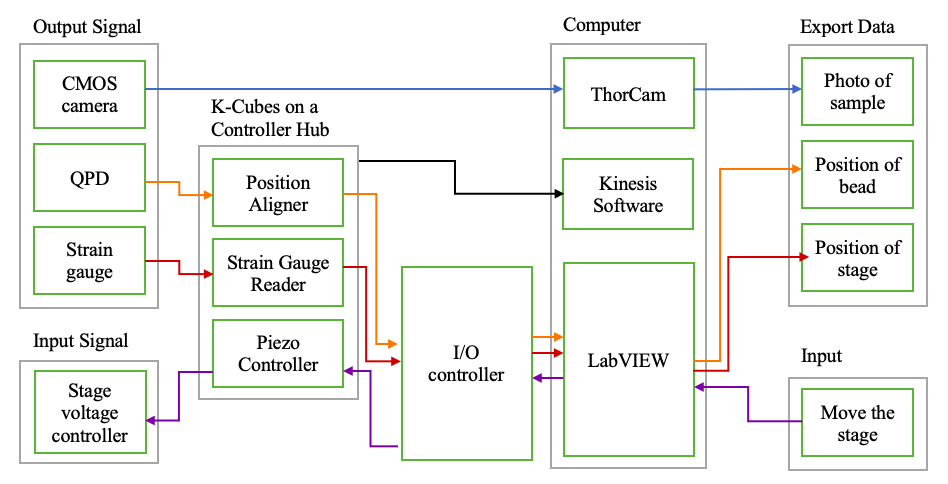 Output Signal
CMOS
camera
QPD
Strain
gauge
Input Signal
Stage
voltage
controller
K-Cubes on a
Controller Hub
Position
Aligner
Strain Gauge
Reader
Piezo
Controller
I/O
controller
Computer
ThorCam
Kinesis
Software
LabVIEW
Export Data
Photo of
sample
Position of
bead
Position of
stage
Input
Move the
stage